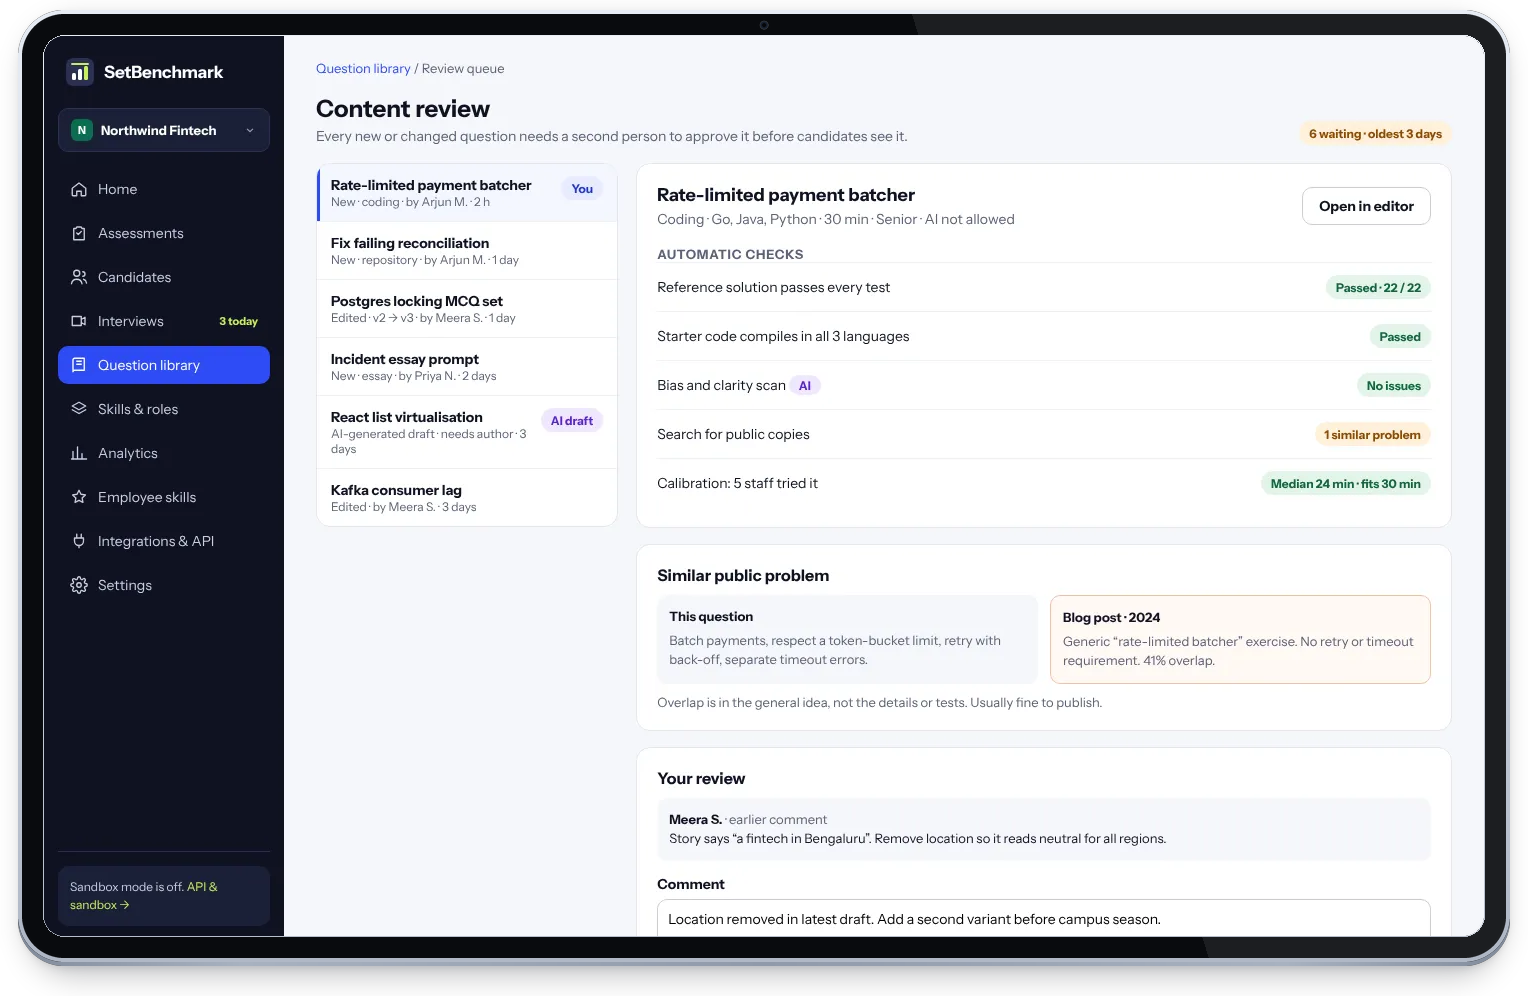 SetBenchmark
N Northwind Fintech
Home
Assessments
Candidates
Interviews 3 today
Question library
Skills & roles
Analytics
Employee skills
Integrations & API
Settings
Sandbox mode is off. API &
sandbox →
Question library / Review queue
Content review
Every new or changed question needs a second person to approve it before candidates see it.
6 waiting · oldest 3 days
Rate-limited payment batcher
You
New · coding · by Arjun M. · 2 h
Fix failing reconciliation
New · repository · by Arjun M. · 1 day
Postgres locking MCQ set
Edited · v2 → v3 · by Meera S. · 1 day
Incident essay prompt
New · essay · by Priya N. · 2 days
React list virtualisation
AI draft
AI-generated draft · needs author · 3
days
Kafka consumer lag
Edited · by Meera S. · 3 days
Rate-limited payment batcher
Coding · Go, Java, Python · 30 min · Senior · AI not allowed
Open in editor
AUTOMATIC CHECKS
Reference solution passes every test
Passed · 22 / 22
Starter code compiles in all 3 languages
Passed
Bias and clarity scan AI
No issues
Search for public copies
1 similar problem
Calibration: 5 staff tried it
Median 24 min · fits 30 min
Similar public problem
This question
Batch payments, respect a token-bucket limit, retry with
back-off, separate timeout errors.
Blog post · 2024
Generic “rate-limited batcher” exercise. No retry or timeout
requirement. 41% overlap.
Overlap is in the general idea, not the details or tests. Usually fine to publish.
Your review
Meera S. · earlier comment
Story says “a fintech in Bengaluru”. Remove location so it reads neutral for all regions.
Comment
Location removed in latest draft. Add a second variant before campus season.